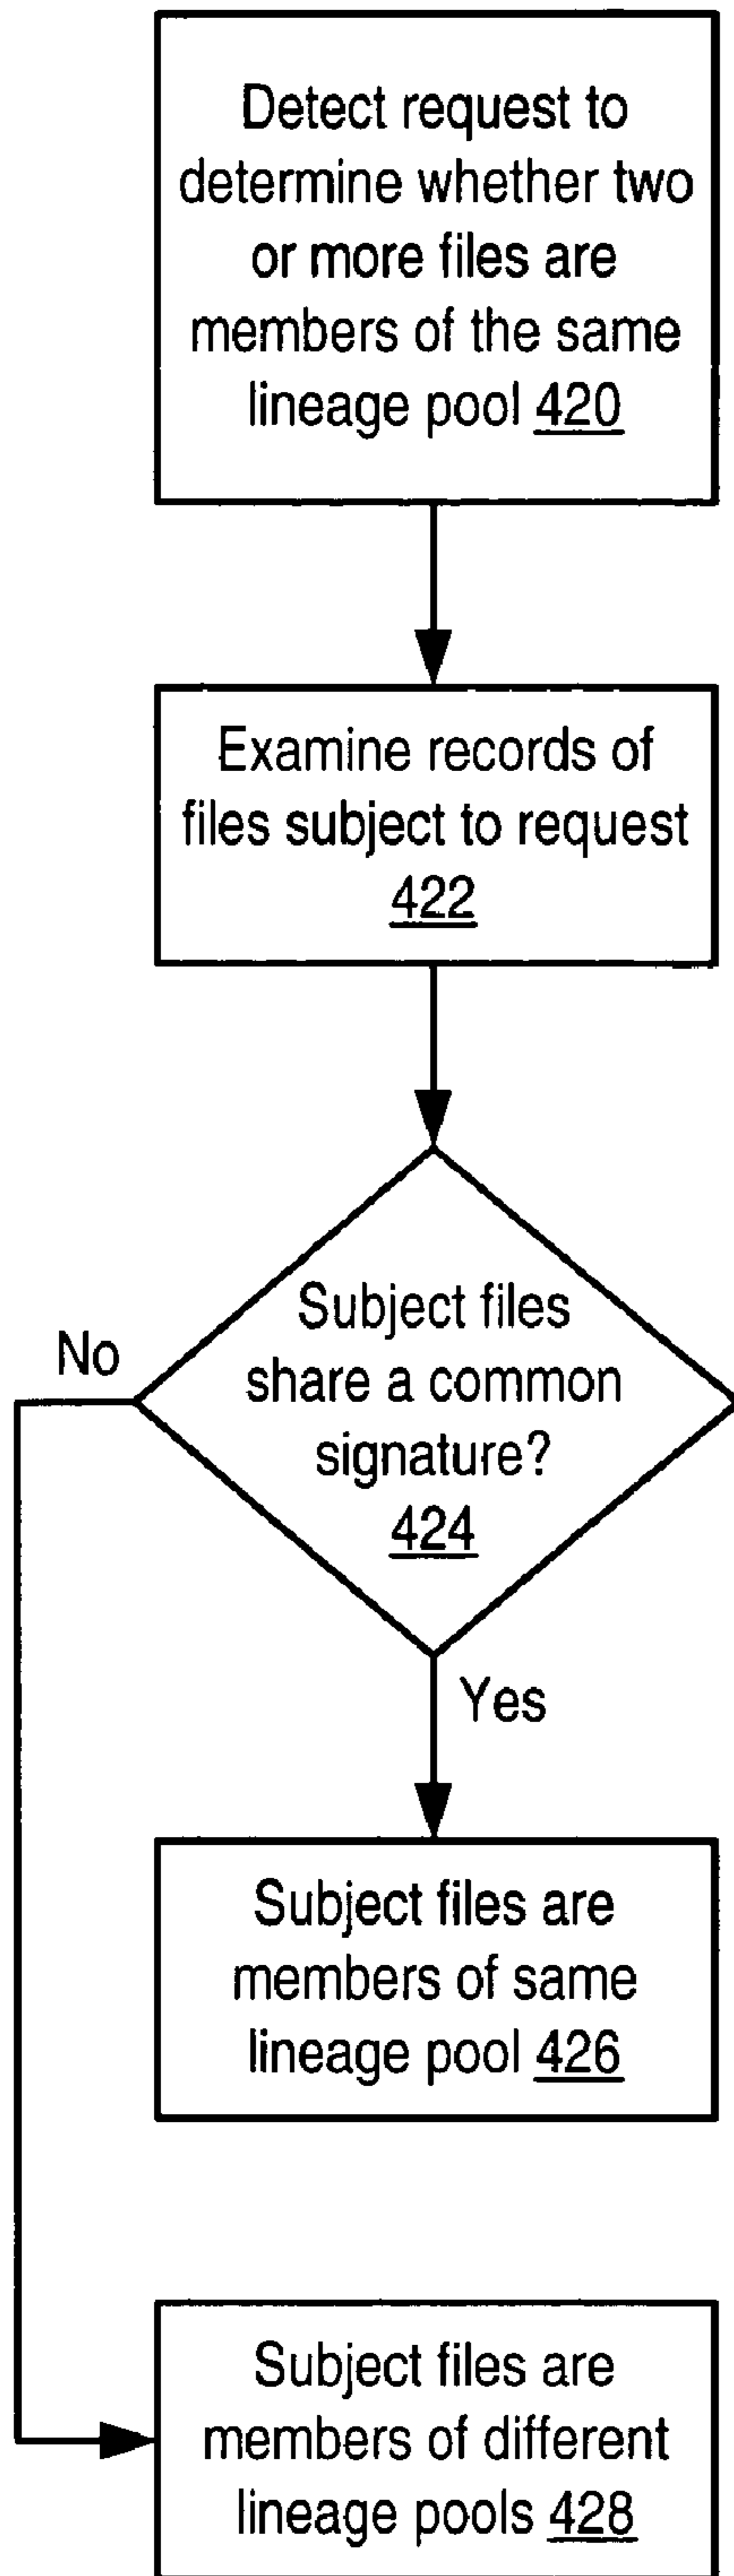 Detect request to
determine whether two
or more files are
members of the same
lineage pool 420
Examine records of
files subject to request
422
Subject files
share a common
signature?
424
No
Yes
Subject files are
members of same
lineage pool 426
Subject files are
members of different
lineage pools 428